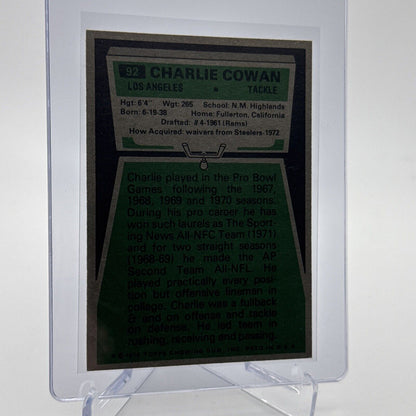 92 CHARLIE COWAN
LOS ANGELES ★ TACKLE
Hgt: 6'4" Wgt: 265 School: N.M. Highlands
Born: 6-19-38 Home: Fullerton, California
Drafted: #4-1961 (Rams)
How Acquired: waivers from Steelers-1972
Charlie played in the Pro Bowl
Games following the 1967,
1968, 1969 and 1970 seasons.
During his pro career he has
won such laurels as The Sport-
ing News All-NFC Team (1971)
and for two straight seasons
(1968-69) he made the AP
Second Team All-NFL. He
played practically every position
but offensive lineman in
college. Charlie was a fullback
& end on offense and tackle
on defense. He led team in
rushing, receiving and passing.